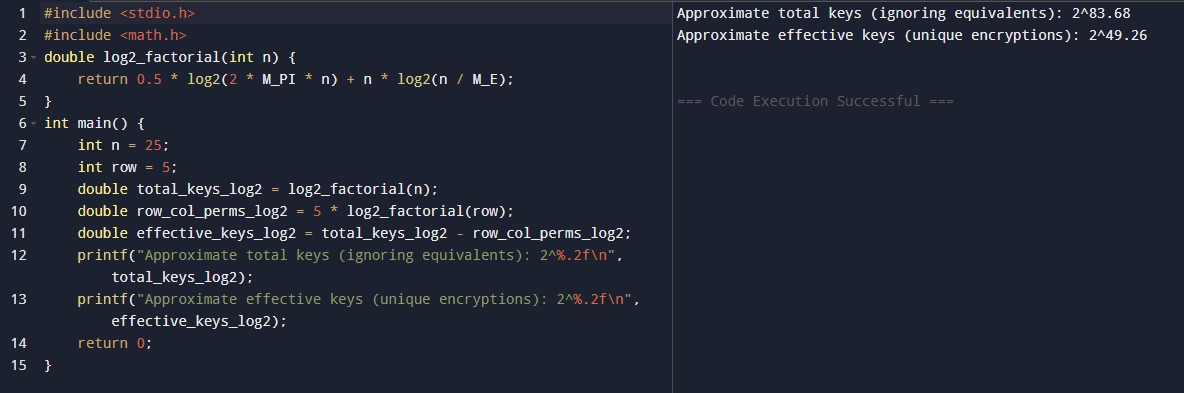 1 #include <stdio.h>
2 #include <math.h>
3 double log2_factorial(int n) {
4 return 0.5 * log2(2 * M_PI * n) + n * log2(n / M_E);
5 }
6 int main() {
7 int n = 25;
8 int row = 5;
9 double total_keys_log2 = log2_factorial(n);
10 double row_col_perms_log2 = 5 * log2_factorial(row);
11 double effective_keys_log2 = total_keys_log2 - row_col_perms_log2;
12 printf("Approximate total keys (ignoring equivalents): 2^%.2f\n",
total_keys_log2);
13 printf("Approximate effective keys (unique encryptions): 2^%.2f\n",
effective_keys_log2);
14 return 0;
15 }
Approximate total keys (ignoring equivalents): 2^83.68
Approximate effective keys (unique encryptions): 2^49.26
=== Code Execution Successful ===